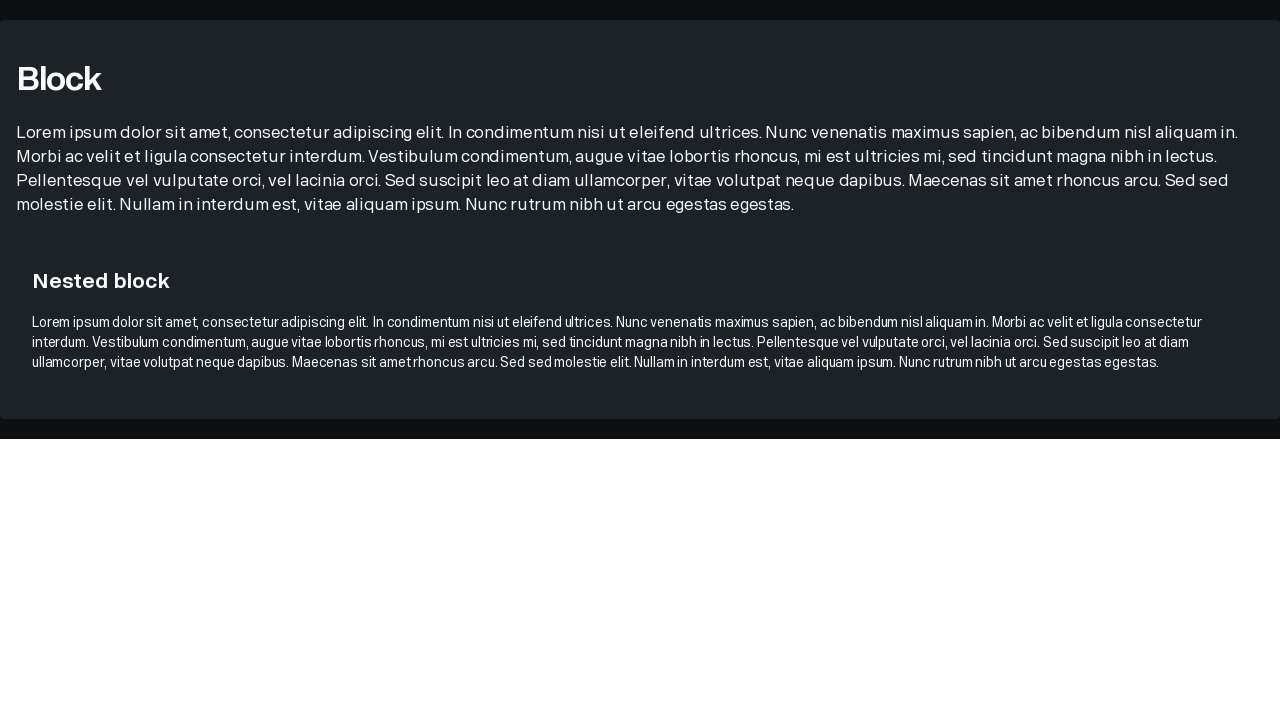 Block
Lorem ipsum dolor sit amet, consectetur adipiscing elit. In condimentum nisi ut eleifend ultrices. Nunc venenatis maximus sapien, ac bibendum nisl aliquam in.
Morbi ac velit et ligula consectetur interdum. Vestibulum condimentum, augue vitae lobortis rhoncus, mi est ultricies mi, sed tincidunt magna nibh in lectus.
Pellentesque vel vulputate orci, vel lacinia orci. Sed suscipit leo at diam ullamcorper, vitae volutpat neque dapibus. Maecenas sit amet rhoncus arcu. Sed sed
molestie elit. Nullam in interdum est, vitae aliquam ipsum. Nunc rutrum nibh ut arcu egestas egestas.
Nested block
Lorem ipsum dolor sit amet, consectetur adipiscing elit. In condimentum nisi ut eleifend ultrices. Nunc venenatis maximus sapien, ac bibendum nisl aliquam in. Morbi ac velit et ligula consectetur
interdum. Vestibulum condimentum, augue vitae lobortis rhoncus, mi est ultricies mi, sed tincidunt magna nibh in lectus. Pellentesque vel vulputate orci, vel lacinia orci. Sed suscipit leo at diam
ullamcorper, vitae volutpat neque dapibus. Maecenas sit amet rhoncus arcu. Sed sed molestie elit. Nullam in interdum est, vitae aliquam ipsum. Nunc rutrum nibh ut arcu egestas egestas.